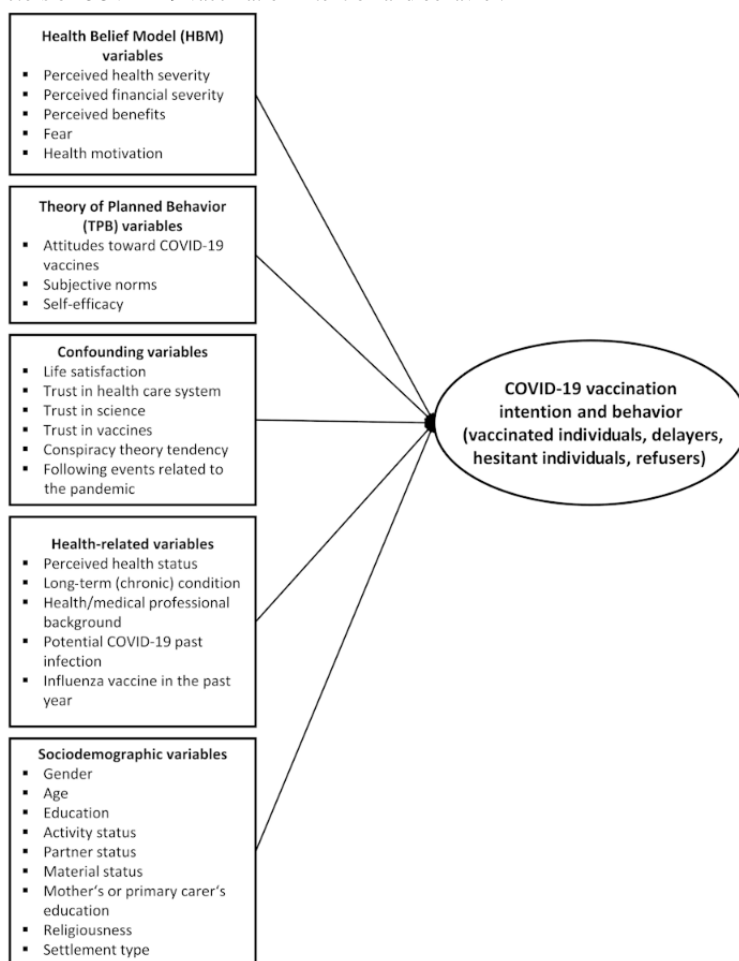 Health Belief Model (HBM)
variables
▪ Perceived health severity
▪ Perceived financial severity
▪ Perceived benefits
▪ Fear
▪ Health motivation
Theory of Planned Behavior
(TPB) variables
▪ Attitudes toward COVID-19
vaccines
▪ Subjective norms
▪ Self-efficacy
Confounding variables
▪ Life satisfaction
▪ Trust in health care system
▪ Trust in science
▪ Trust in vaccines
▪ Conspiracy theory tendency
▪ Following events related to
the pandemic
Health-related variables
▪ Perceived health status
▪ Long-term (chronic) condition
▪ Health/medical professional
background
▪ Potential COVID-19 past
infection
▪ Influenza vaccine in the past
year
Sociodemographic variables
▪ Gender
▪ Age
▪ Education
▪ Activity status
▪ Partner status
▪ Material status
▪ Mother‘s or primary carer‘s
education
▪ Religiousness
▪ Settlement type
COVID-19 vaccination
intention and behavior
(vaccinated individuals, delayers,
hesitant individuals, refusers)